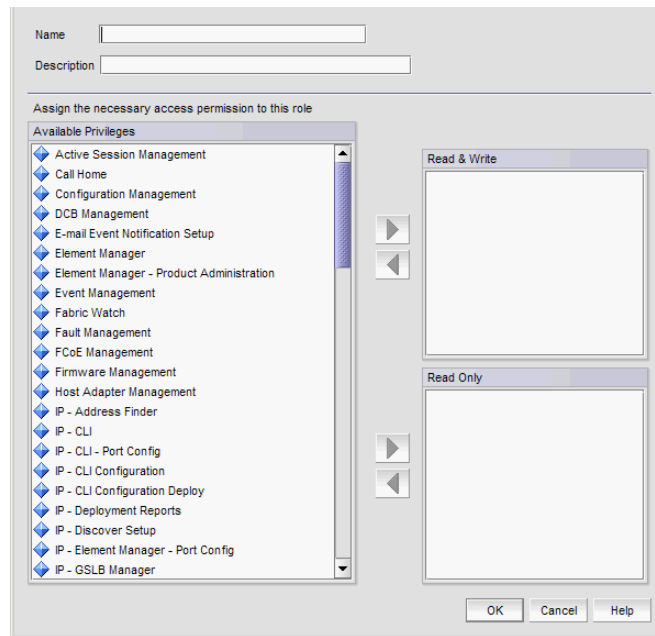 Name
Description
Assign the necessary access permission to this role
Available Privileges
Active Session Management
Call Home
Configuration Management
DCB Management
E-mail Event Notification Setup
Element Manager
Element Manager - Product Administration
Event Management
Fabric Watch
Fault Management
FCoE Management
Firmware Management
Host Adapter Management
IP - Address Finder
IP - CLI
IP - CLI - Port Config
IP - CLI Configuration
IP - CLI Configuration Deploy
IP - Deployment Reports
IP - Discover Setup
IP - Element Manager - Port Config
IP - GSLB Manager
Read & Write
Read Only
OK Cancel Help